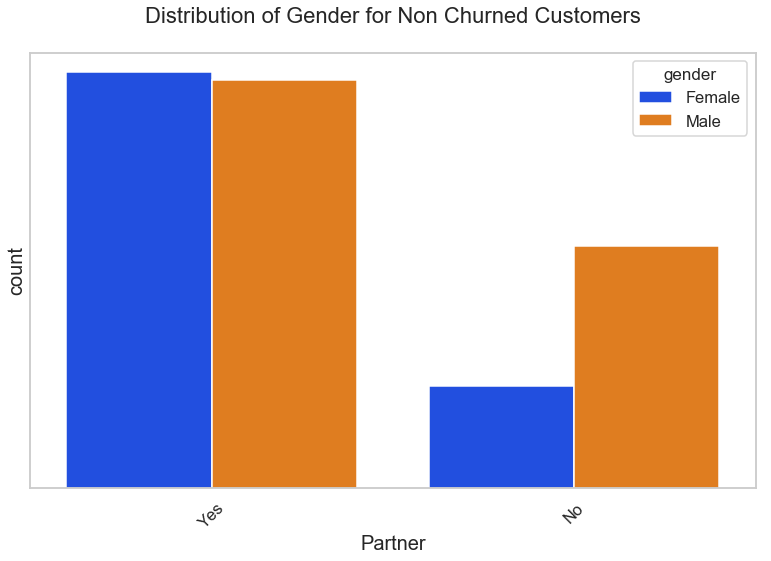 Distribution of Gender for Non Churned Customers
gender
Female
Male
count
Yes
No
Partner